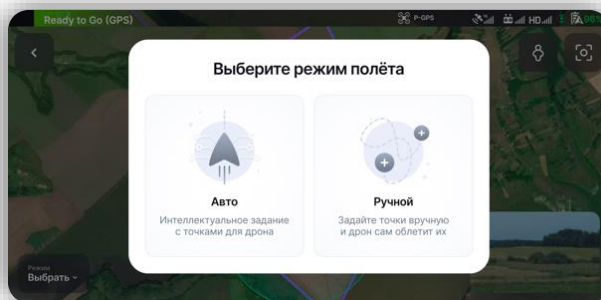 Ready to Go (GPS)
P-GPS
HD
96%
Выберите режим полёта
Авто
Интеллектуальное задание
с точками для дрона
Ручной
Задайте точки вручную
и дрон сам облетит их
Режим
Выбрать